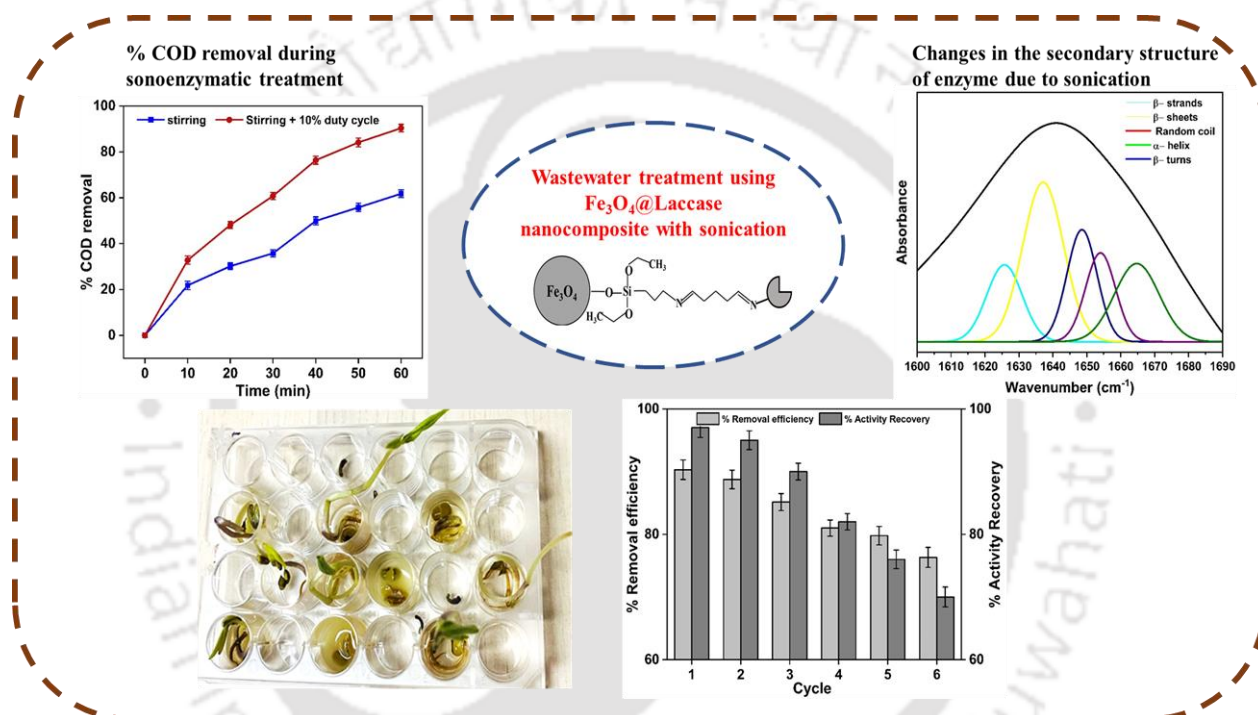 % COD removal during
sonoenzymatic treatment
100
80
60
40
20
0
% COD removal
stirring
Stirring + 10% duty cycle
0 10 20 30 40 50 60
Time (min)
Wastewater treatment using
Fe₃O₄@Laccase
nanocomposite with sonication
Fe₃O₄
O
Si
O
CH₃
O
H₃C
N
N
Changes in the secondary structure
of enzyme due to sonication
β– strands
β– sheets
Random coil
α– helix
β– turns
Absorbance
1600 1610 1620 1630 1640 1650 1660 1670 1680 1690
Wavenumber (cm⁻¹)
% Removal efficiency
% Activity Recovery
100
80
60
% Removal efficiency
100
80
60
% Activity Recovery
1 2 3 4 5 6
Cycle
Indian
uwahati